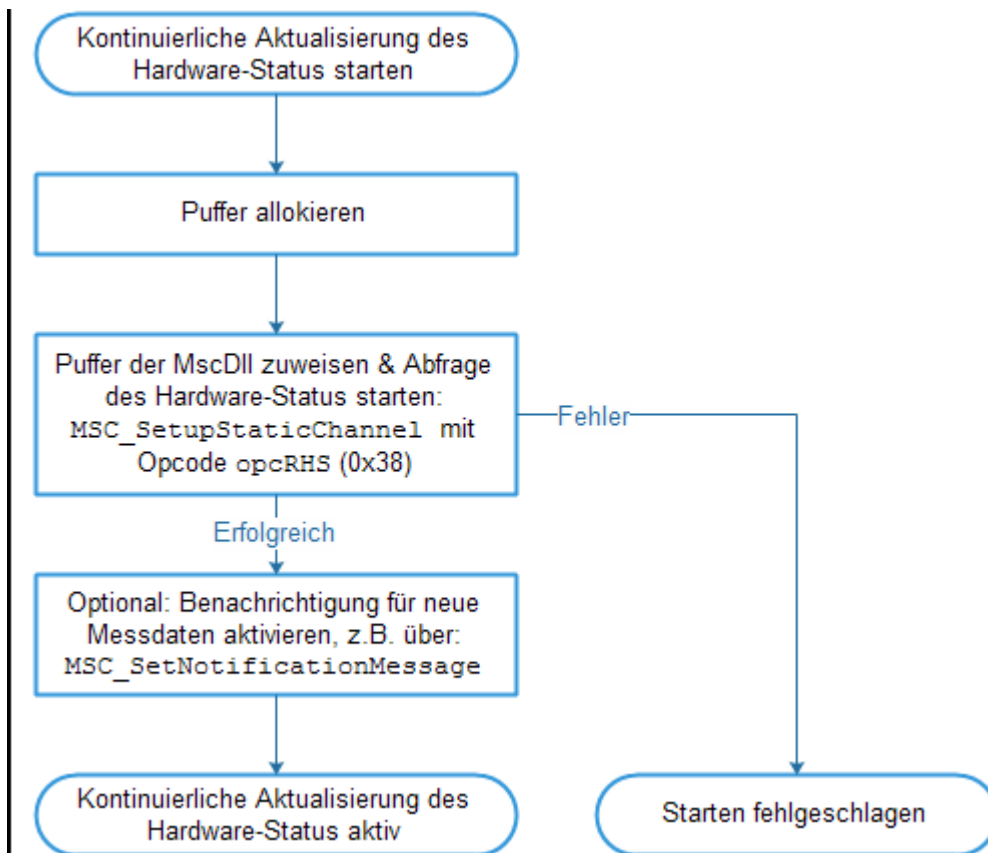 Kontinuierliche Aktualisierung des
Hardware-Status starten
Puffer allokieren
Puffer der MscDll zuweisen & Abfrage
des Hardware-Status starten:
MSC_SetupStaticChannel mit
Opcode opcRHS (0x38)
Fehler
Erfolgreich
Optional: Benachrichtigung für neue
Messdaten aktivieren, z.B. über:
MSC_SetNotificationMessage
Kontinuierliche Aktualisierung des
Hardware-Status aktiv
Starten fehlgeschlagen